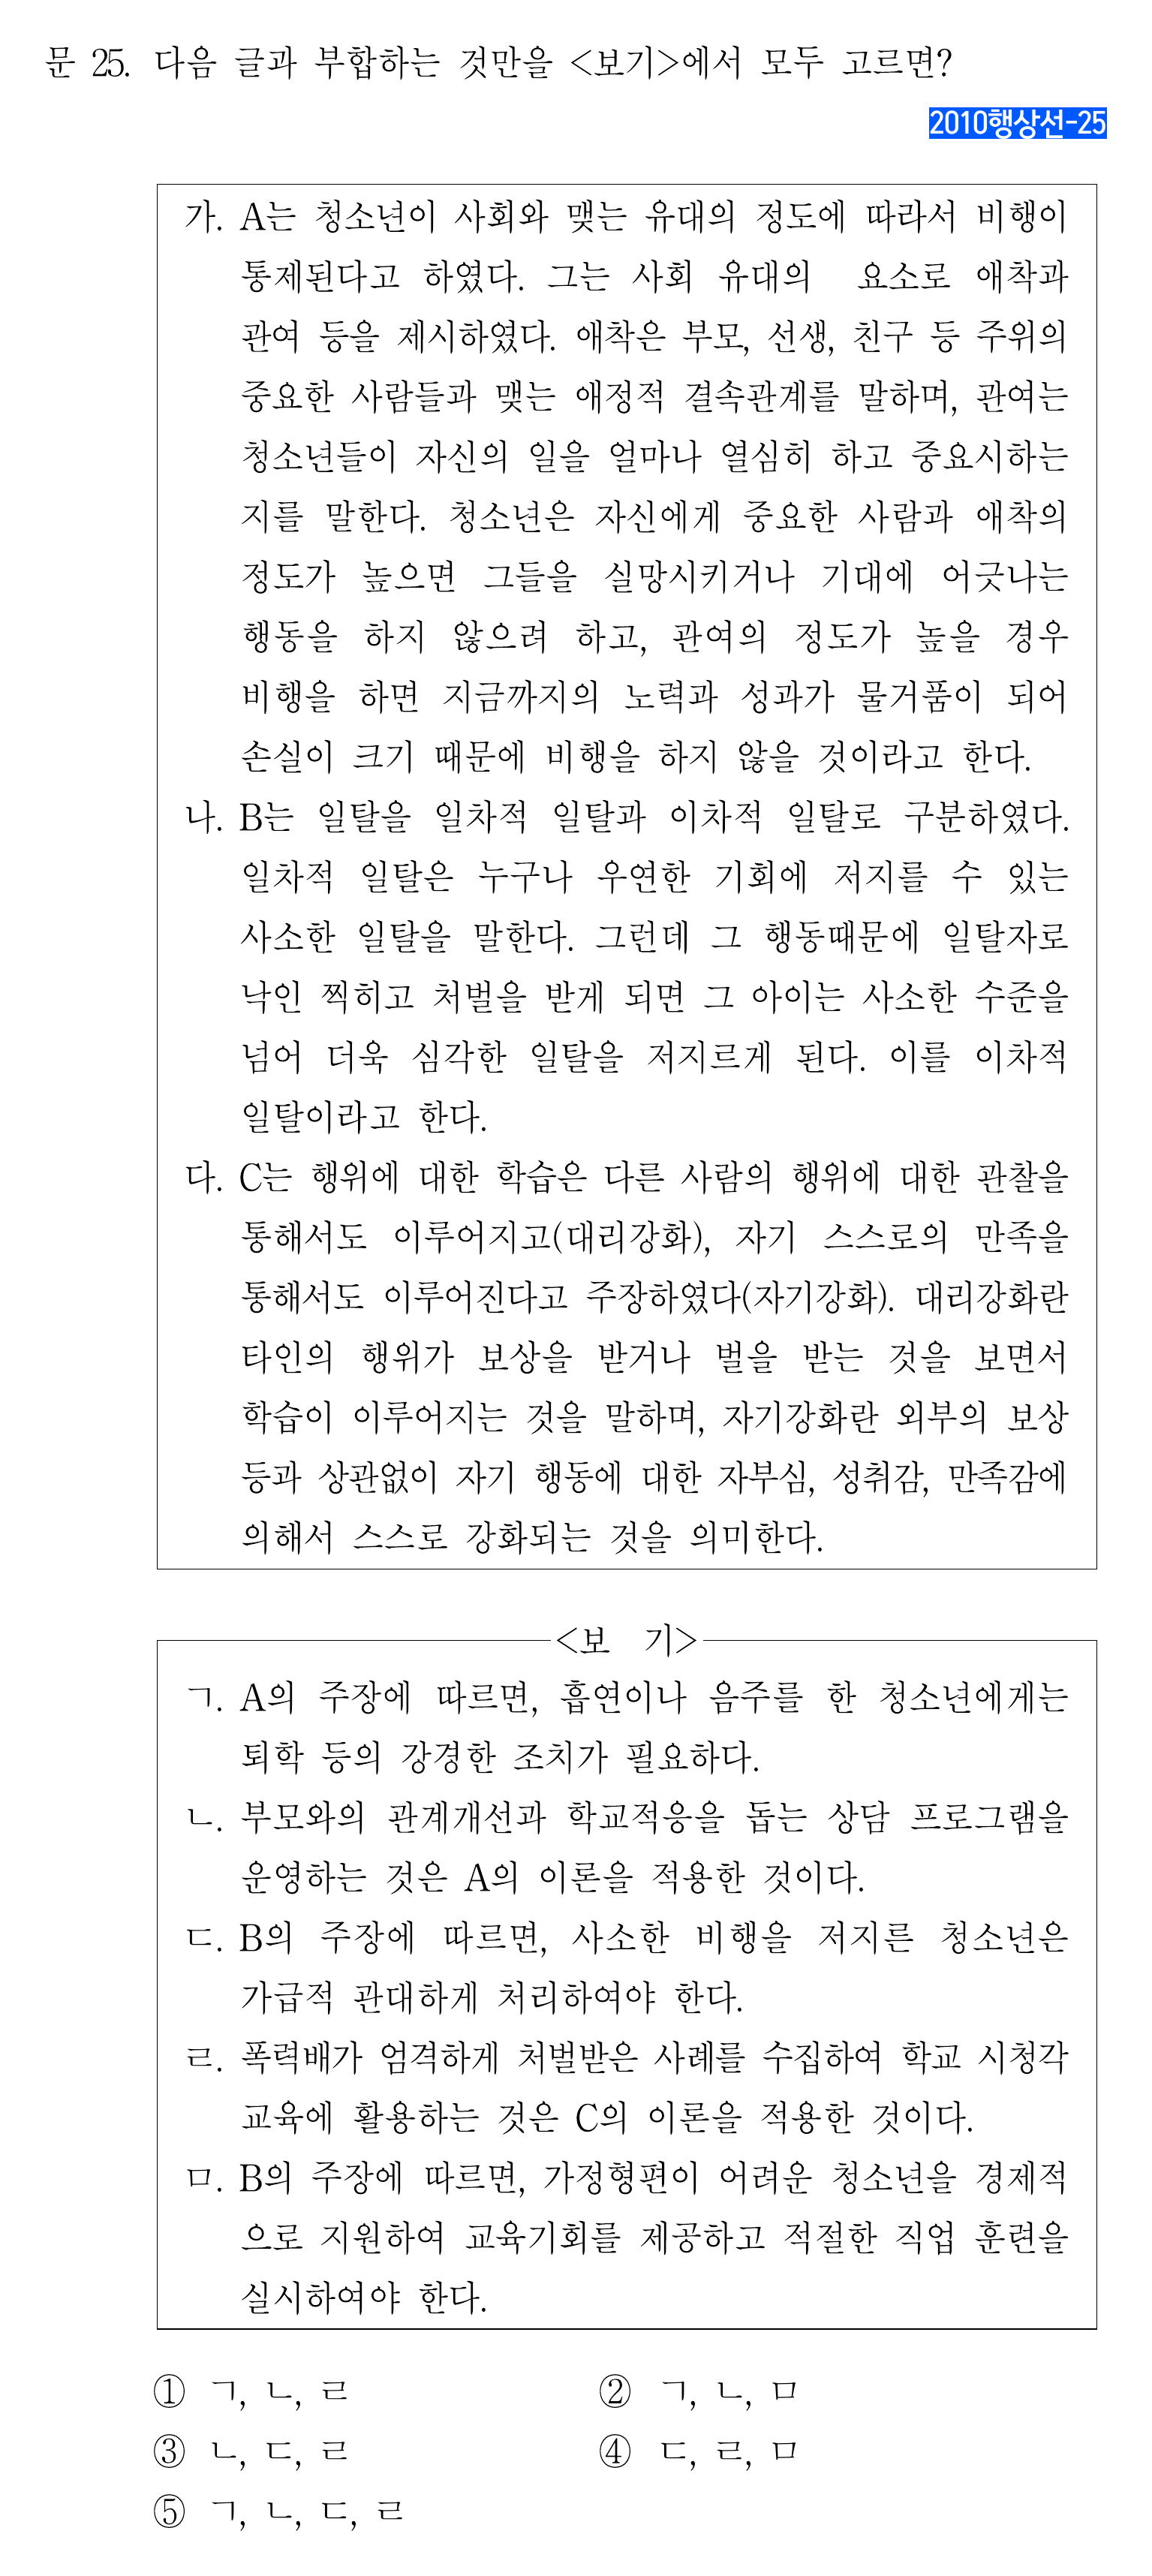 문 25. 다음 글과 부합하는 것만을 <보기>에서 모두 고르면?
2010행상선-25
가. A는 청소년이 사회와 맺는 유대의 정도에 따라서 비행이
통제된다고 하였다. 그는 사회 유대의 요소로 애착과
관여 등을 제시하였다. 애착은 부모, 선생, 친구 등 주위의
중요한 사람들과 맺는 애정적 결속관계를 말하며, 관여는
청소년들이 자신의 일을 얼마나 열심히 하고 중요시하는
지를 말한다. 청소년은 자신에게 중요한 사람과 애착의
정도가 높으면 그들을 실망시키거나 기대에 어긋나는
행동을 하지 않으려 하고, 관여의 정도가 높을 경우
비행을 하면 지금까지의 노력과 성과가 물거품이 되어
손실이 크기 때문에 비행을 하지 않을 것이라고 한다.
나. B는 일탈을 일차적 일탈과 이차적 일탈로 구분하였다.
일차적 일탈은 누구나 우연한 기회에 저지를 수 있는
사소한 일탈을 말한다. 그런데 그 행동때문에 일탈자로
낙인 찍히고 처벌을 받게 되면 그 아이는 사소한 수준을
넘어 더욱 심각한 일탈을 저지르게 된다. 이를 이차적
일탈이라고 한다.
다. C는 행위에 대한 학습은 다른 사람의 행위에 대한 관찰을
통해서도 이루어지고(대리강화), 자기 스스로의 만족을
통해서도 이루어진다고 주장하였다(자기강화). 대리강화란
타인의 행위가 보상을 받거나 벌을 받는 것을 보면서
학습이 이루어지는 것을 말하며, 자기강화란 외부의 보상
등과 상관없이 자기 행동에 대한 자부심, 성취감, 만족감에
의해서 스스로 강화되는 것을 의미한다.
<보 기>
ㄱ. A의 주장에 따르면, 흡연이나 음주를 한 청소년에게는
퇴학 등의 강경한 조치가 필요하다.
ㄴ. 부모와의 관계개선과 학교적응을 돕는 상담 프로그램을
운영하는 것은 A의 이론을 적용한 것이다.
ㄷ. B의 주장에 따르면, 사소한 비행을 저지른 청소년은
가급적 관대하게 처리하여야 한다.
ㄹ. 폭력배가 엄격하게 처벌받은 사례를 수집하여 학교 시청각
교육에 활용하는 것은 C의 이론을 적용한 것이다.
ㅁ. B의 주장에 따르면, 가정형편이 어려운 청소년을 경제적
으로 지원하여 교육기회를 제공하고 적절한 직업 훈련을
실시하여야 한다.
① ㄱ, ㄴ, ㄹ ② ㄱ, ㄴ, ㅁ
③ ㄴ, ㄷ, ㄹ ④ ㄷ, ㄹ, ㅁ
⑤ ㄱ, ㄴ, ㄷ, ㄹ